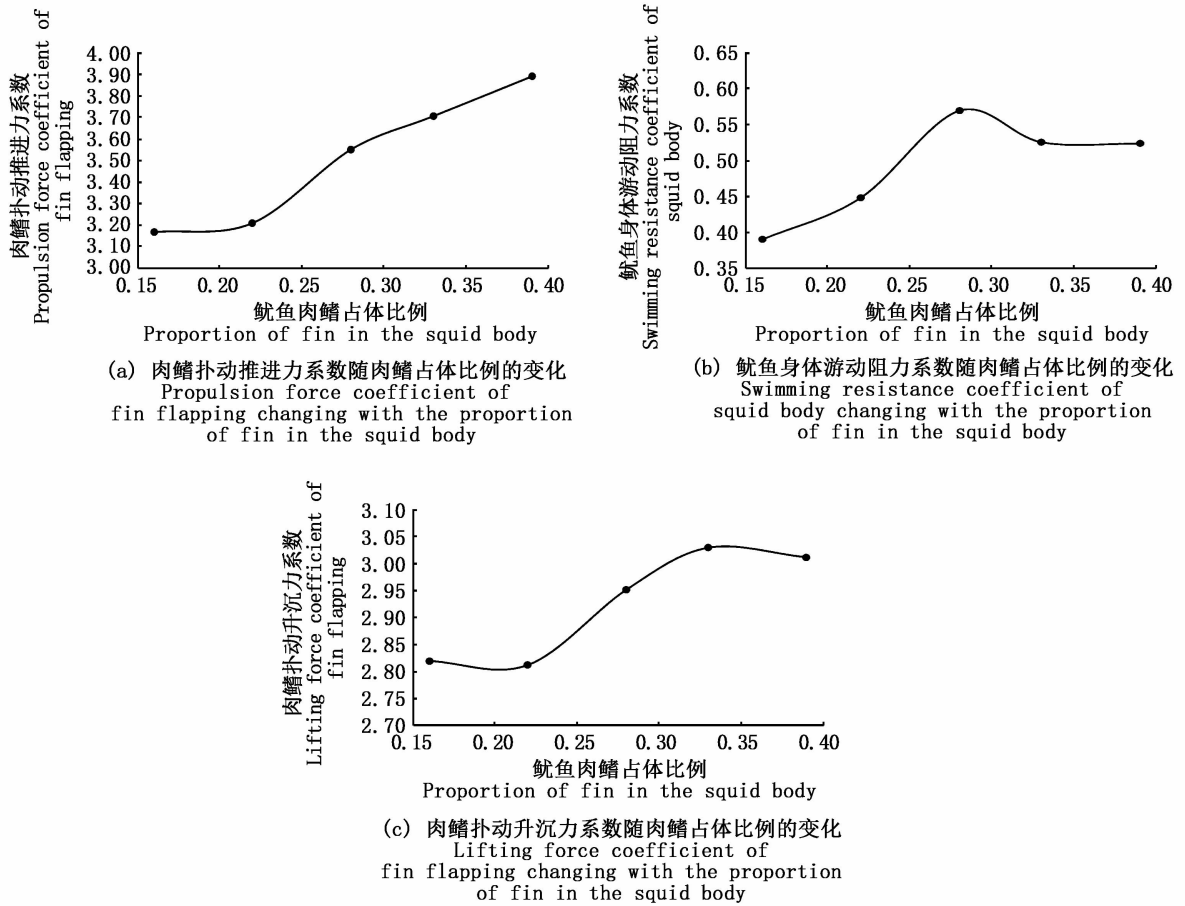 肉鳍扑动推进力系数
Propulsion force coefficient of
fin flapping
4.00
3.90
3.80
3.70
3.60
3.50
3.40
3.30
3.20
3.10
3.00
0.15 0.20 0.25 0.30 0.35 0.40
鱿鱼肉鳍占体比例
Proportion of fin in the squid body
(a) 肉鳍扑动推进力系数随肉鳍占体比例的变化
Propulsion force coefficient of
fin flapping changing with the proportion
of fin in the squid body
鱿鱼身体游动阻力系数
Swimming resistance coefficient of
squid body
0.65
0.60
0.55
0.50
0.45
0.40
0.35
0.15 0.20 0.25 0.30 0.35 0.40
鱿鱼肉鳍占体比例
Proportion of fin in the squid body
(b) 鱿鱼身体游动阻力系数随肉鳍占体比例的变化
Swimming resistance coefficient of
squid body changing with the proportion
of fin in the squid body
肉鳍扑动升沉力系数
Lifting force coefficient of
fin flapping
3.10
3.05
3.00
2.95
2.90
2.85
2.80
2.75
2.70
0.15 0.20 0.25 0.30 0.35 0.40
鱿鱼肉鳍占体比例
Proportion of fin in the squid body
(c) 肉鳍扑动升沉力系数随肉鳍占体比例的变化
Lifting force coefficient of
fin flapping changing with the proportion
of fin in the squid body